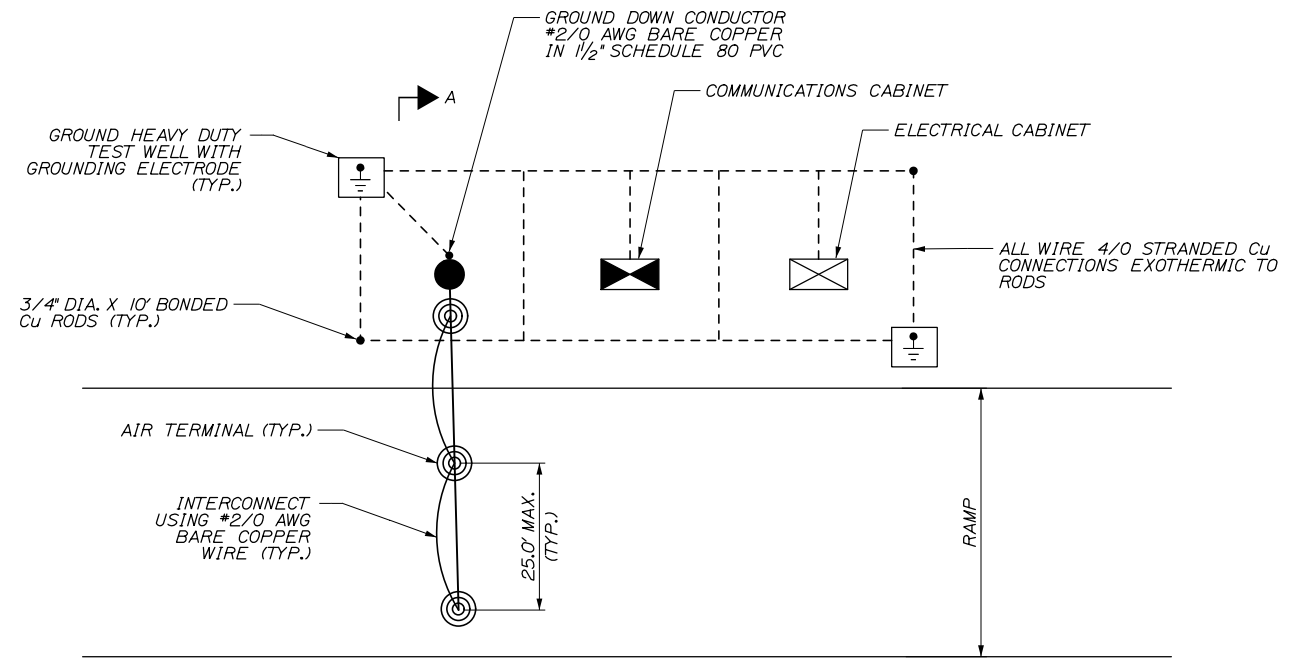 GROUND DOWN CONDUCTOR
#2/0 AWG BARE COPPER
IN 1 1/2" SCHEDULE 80 PVC
A
COMMUNICATIONS CABINET
ELECTRICAL CABINET
GROUND HEAVY DUTY
TEST WELL WITH
GROUNDING ELECTRODE
(TYP.)
ALL WIRE 4/0 STRANDED Cu
CONNECTIONS EXOTHERMIC TO
RODS
3/4" DIA. X 10' BONDED
Cu RODS (TYP.)
AIR TERMINAL (TYP.)
INTERCONNECT
USING #2/0 AWG
BARE COPPER
WIRE (TYP.)
25.0' MAX.
(TYP.)
RAMP